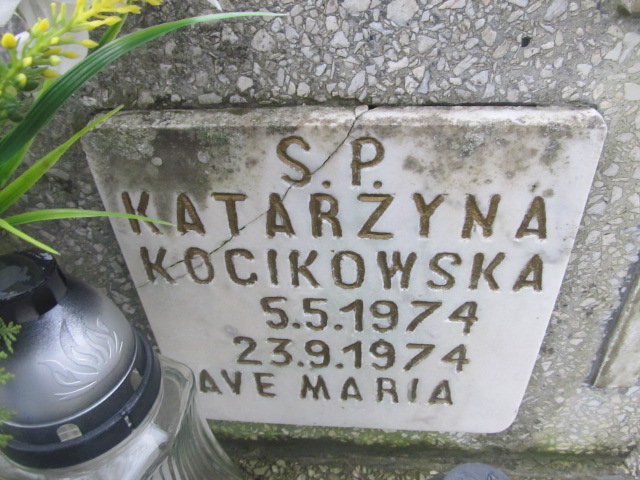 S.P.
KATARZYNA
KOCIKOWSKA
5.5.1974
23.9.1974
AVE MARIA